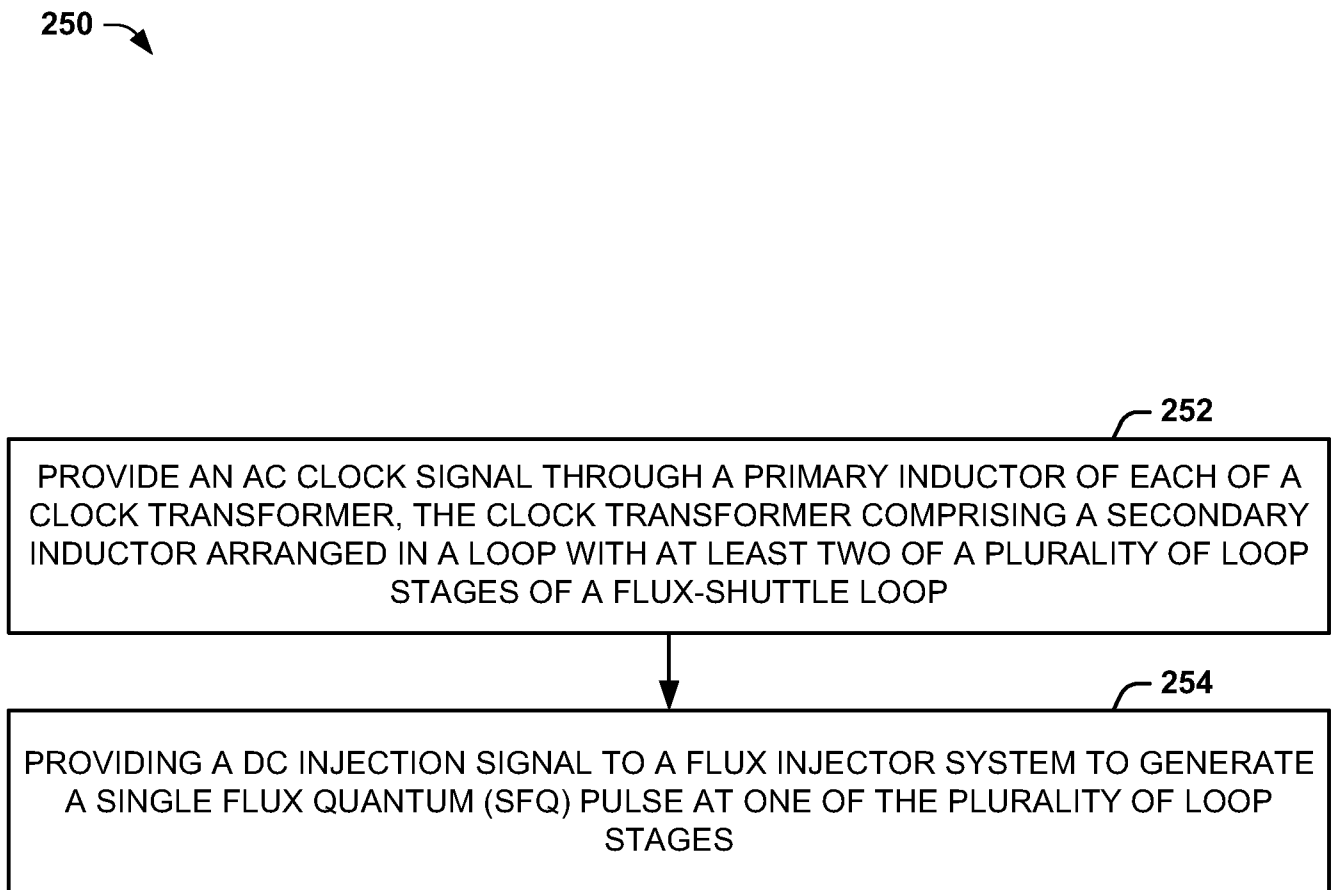 250
252
PROVIDE AN AC CLOCK SIGNAL THROUGH A PRIMARY INDUCTOR OF EACH OF A
CLOCK TRANSFORMER, THE CLOCK TRANSFORMER COMPRISING A SECONDARY
INDUCTOR ARRANGED IN A LOOP WITH AT LEAST TWO OF A PLURALITY OF LOOP
STAGES OF A FLUX-SHUTTLE LOOP
254
PROVIDING A DC INJECTION SIGNAL TO A FLUX INJECTOR SYSTEM TO GENERATE
A SINGLE FLUX QUANTUM (SFQ) PULSE AT ONE OF THE PLURALITY OF LOOP
STAGES